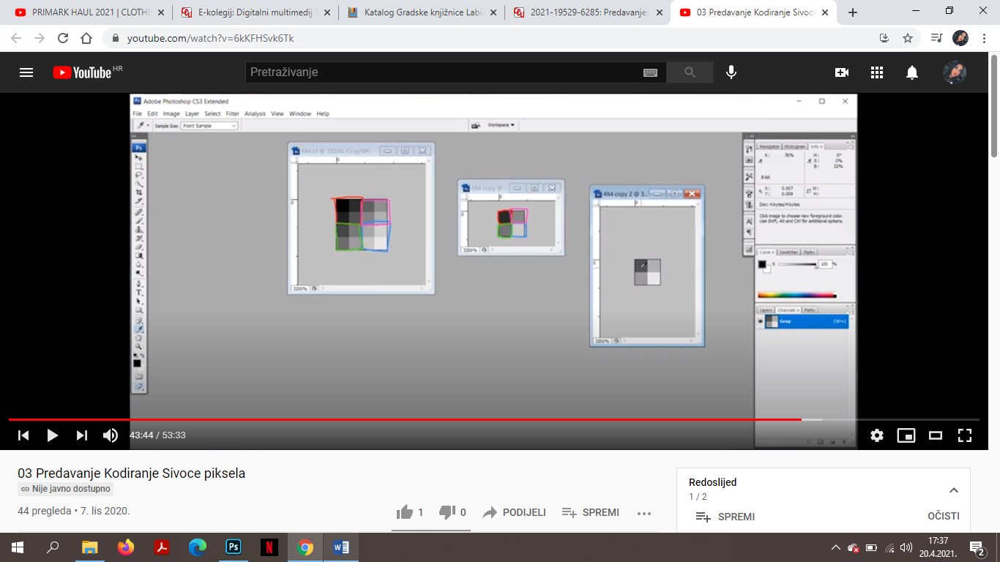 PRIMARK HAUL 2021 | CLOTHI
E-kolegij: Digitalni multimedij
Katalog Gradske knjižnice Labin
2021-19529-6285: Predavanje:
03 Predavanje Kodiranje Sivoce
youtube.com/watch?v=6kKFHSvk6Tk
YouTube HR
Pretraživanje
Ps Adobe Photoshop CS3 Extended
File Edit Image Layer Select Filter Analysis View Window Help
Sample Size: Point Sample
Workspace
Ps
4X4.tif @ 3200% (Gray/8#)
3200%
4X4 copy @
3200%
4X4 copy 2 @ 3...
3200%
Navigator Histogram Info
K: 76% H: 0°
S: 0%
B: 32%
8-bit
X: 0.007 W:
Y: 0.009 H:
Doc: 4 bytes/4 bytes
Click image to choose new foreground color.
Use Shift, Alt and Ctrl for additional options.
Color Swatches Styles
K 100 %
Layers Channels Paths
Gray Ctrl+1
43:44 / 53:33
03 Predavanje Kodiranje Sivoce piksela
Nije javno dostupno
44 pregleda • 7. lis 2020.
1 0 PODIJELI SPREMI
Redoslijed
1 / 2
SPREMI OČISTI
Ps
N
17:37
20.4.2021.
2